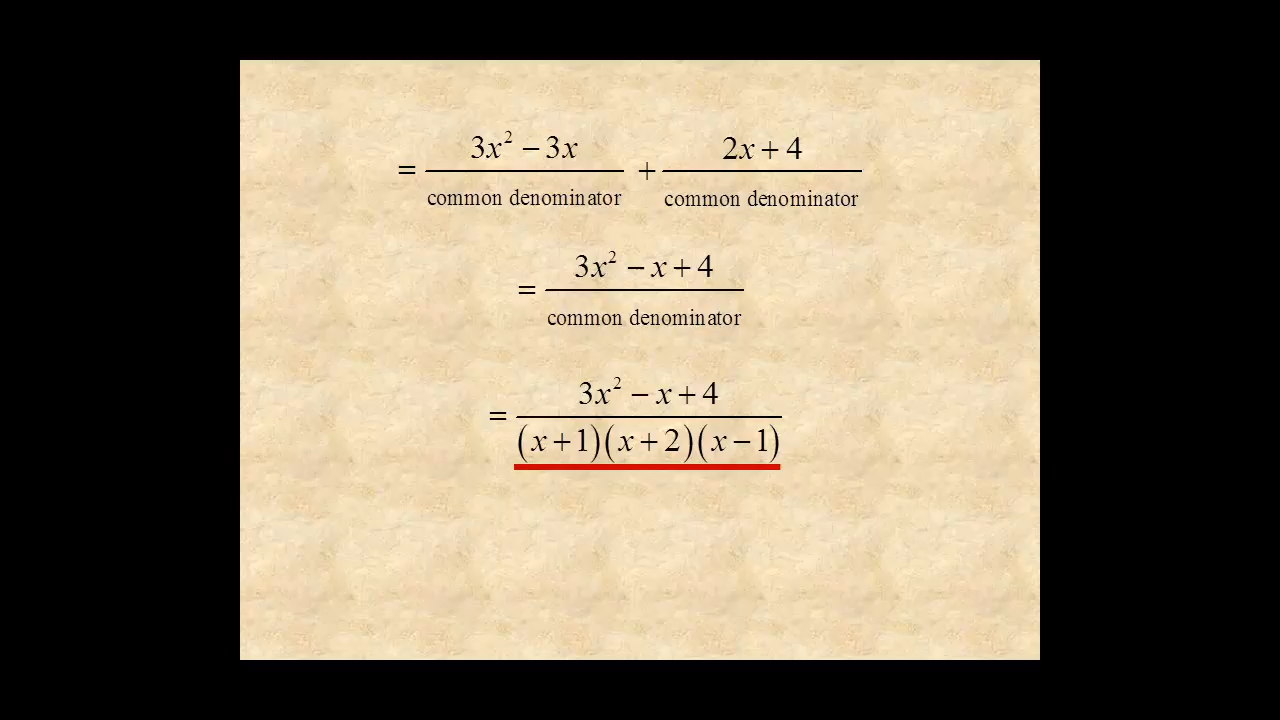 = (3x² − 3x)/(common denominator) + (2x + 4)/(common denominator)
= (3x² − x + 4)/(common denominator)
= (3x² − x + 4)/((x + 1)(x + 2)(x − 1))